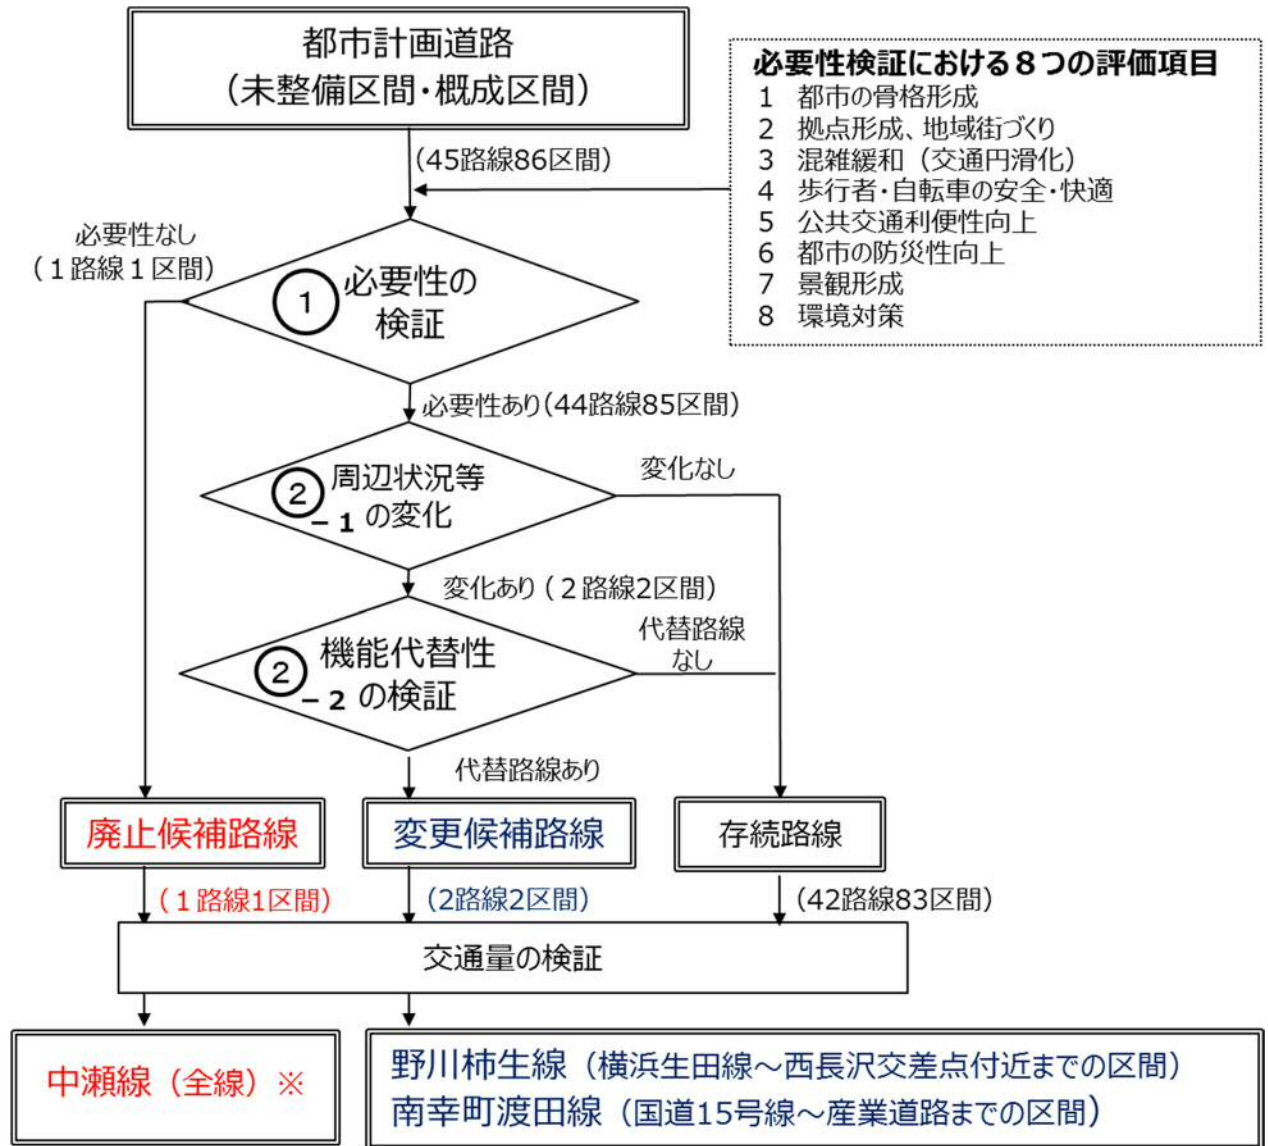 都市計画道路
(未整備区間・概成区間)
必要性検証における8つの評価項目
1 都市の骨格形成
2 拠点形成、地域街づくり
3 混雑緩和(交通円滑化)
4 歩行者・自転車の安全・快適
5 公共交通利便性向上
6 都市の防災性向上
7 景観形成
8 環境対策
(45路線86区間)
必要性なし
(1路線1区間)
① 必要性の
検証
必要性あり(44路線85区間)
② 周辺状況等
-1 の変化
変化なし
変化あり(2路線2区間)
② 機能代替性
-2 の検証
代替路線
なし
代替路線あり
廃止候補路線
変更候補路線
存続路線
(1路線1区間)
(2路線2区間)
(42路線83区間)
交通量の検証
中瀬線(全線)※
野川柿生線(横浜生田線~西長沢交差点付近までの区間)
南幸町渡田線(国道15号線~産業道路までの区間)